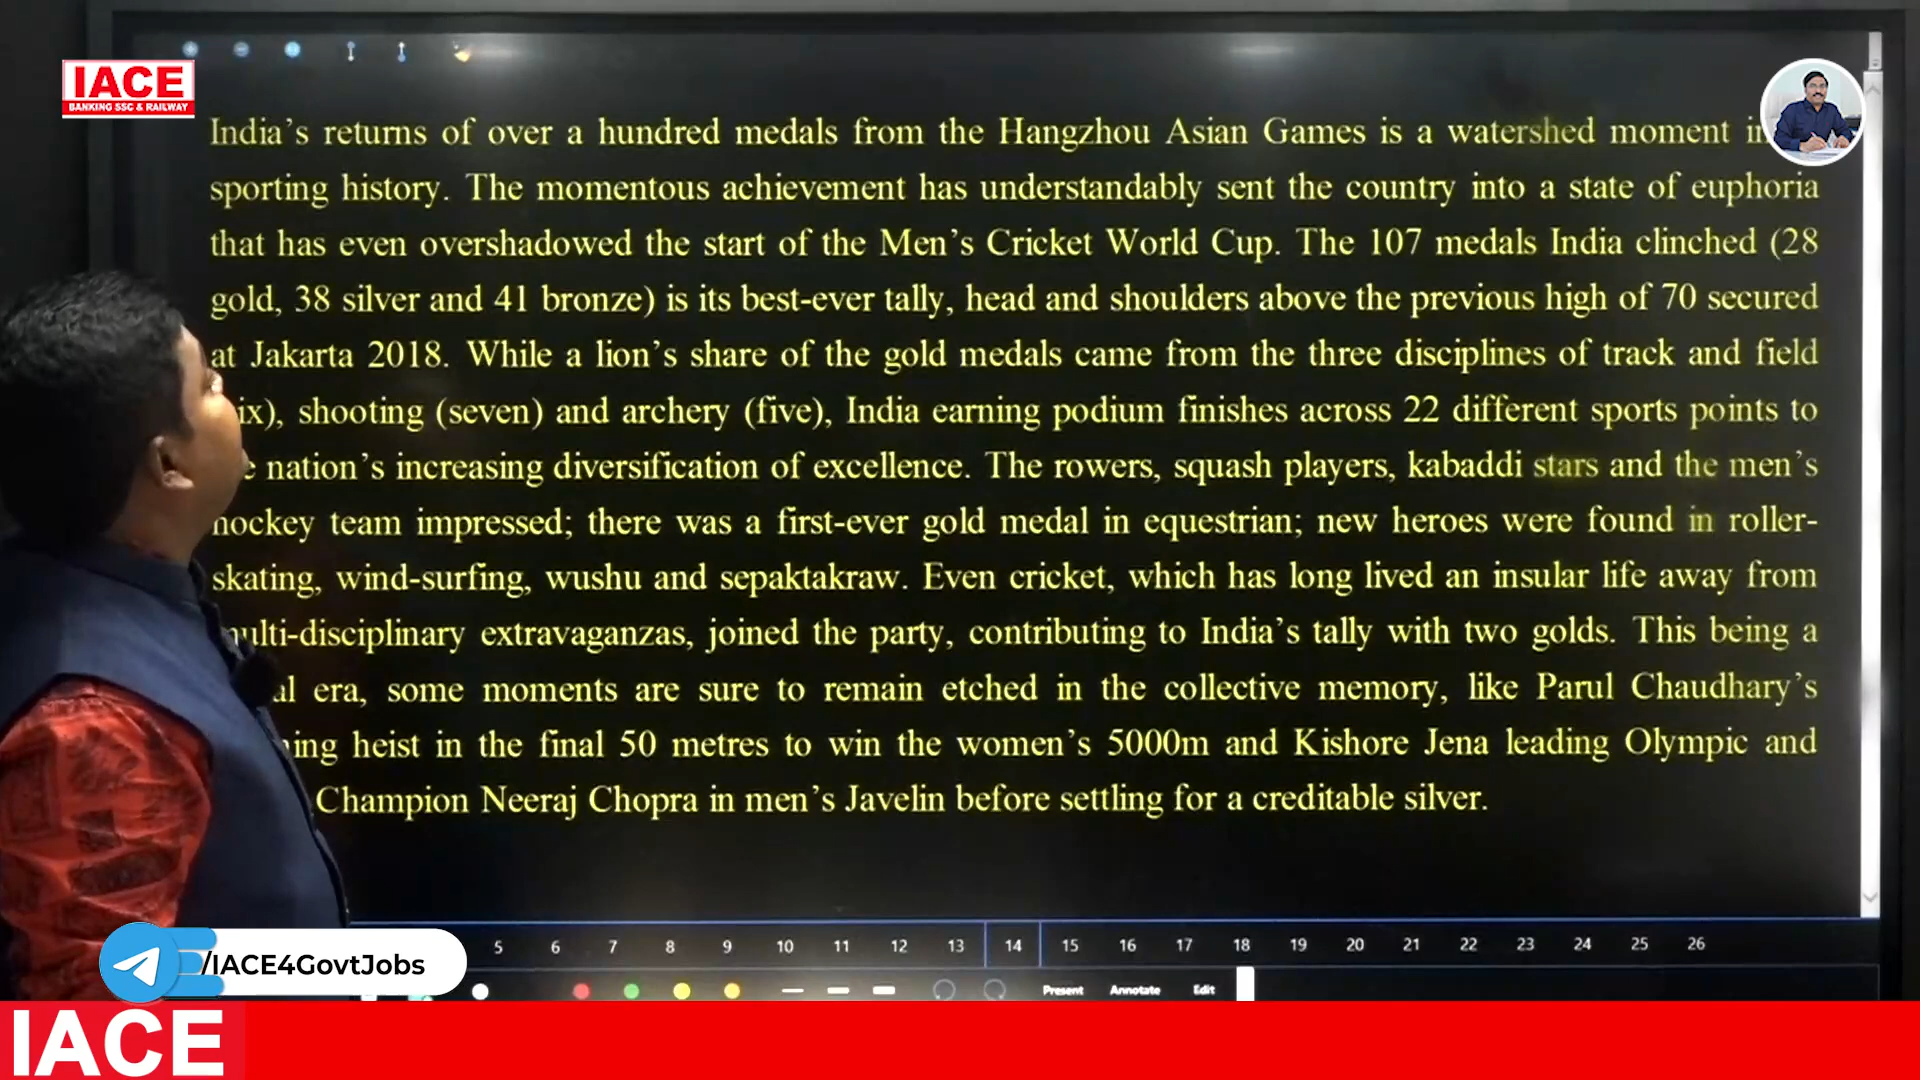 IACE
BANKING SSC & RAILWAY
India's returns of over a hundred medals from the Hangzhou Asian Games is a watershed moment
sporting history. The momentous achievement has understandably sent the country into a state of euphoria
that has even overshadowed the start of the Men's Cricket World Cup. The 107 medals India clinched (28
gold, 38 silver and 41 bronze) is its best-ever tally, head and shoulders above the previous high of 70 secured
at Jakarta 2018. While a lion's share of the gold medals came from the three disciplines of track and field
ix), shooting (seven) and archery (five), India earning podium finishes across 22 different sports points to
nation's increasing diversification of excellence. The rowers, squash players, kabaddi stars and the men's
hockey team impressed; there was a first-ever gold medal in equestrian; new heroes were found in roller-
skating, wind-surfing, wushu and sepaktakraw. Even cricket, which has long lived an insular life away from
multi-disciplinary extravaganzas, joined the party, contributing to India's tally with two golds. This being a
al era, some moments are sure to remain etched in the collective memory, like Parul Chaudhary's
ing heist in the final 50 metres to win the women's 5000m and Kishore Jena leading Olympic and
Champion Neeraj Chopra in men's Javelin before settling for a creditable silver.
5 6 7 8 9 10 11 12 13 14 15 16 17 18 19 20 21 22 23 24 25 26
/IACE4GovtJobs
Present Annotate Edit
IACE